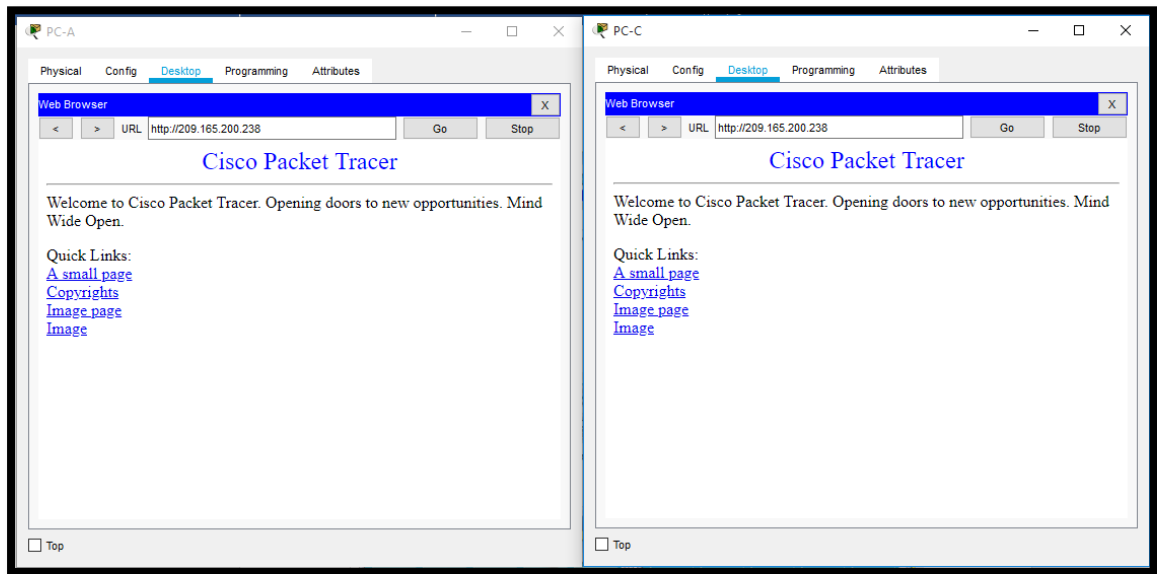 PC-A
Physical Config Desktop Programming Attributes
Web Browser X
< > URL http://209.165.200.238 Go Stop
Cisco Packet Tracer
Welcome to Cisco Packet Tracer. Opening doors to new opportunities. Mind
Wide Open.
Quick Links:
A small page
Copyrights
Image page
Image
Top
PC-C
Physical Config Desktop Programming Attributes
Web Browser X
< > URL http://209.165.200.238 Go Stop
Cisco Packet Tracer
Welcome to Cisco Packet Tracer. Opening doors to new opportunities. Mind
Wide Open.
Quick Links:
A small page
Copyrights
Image page
Image
Top